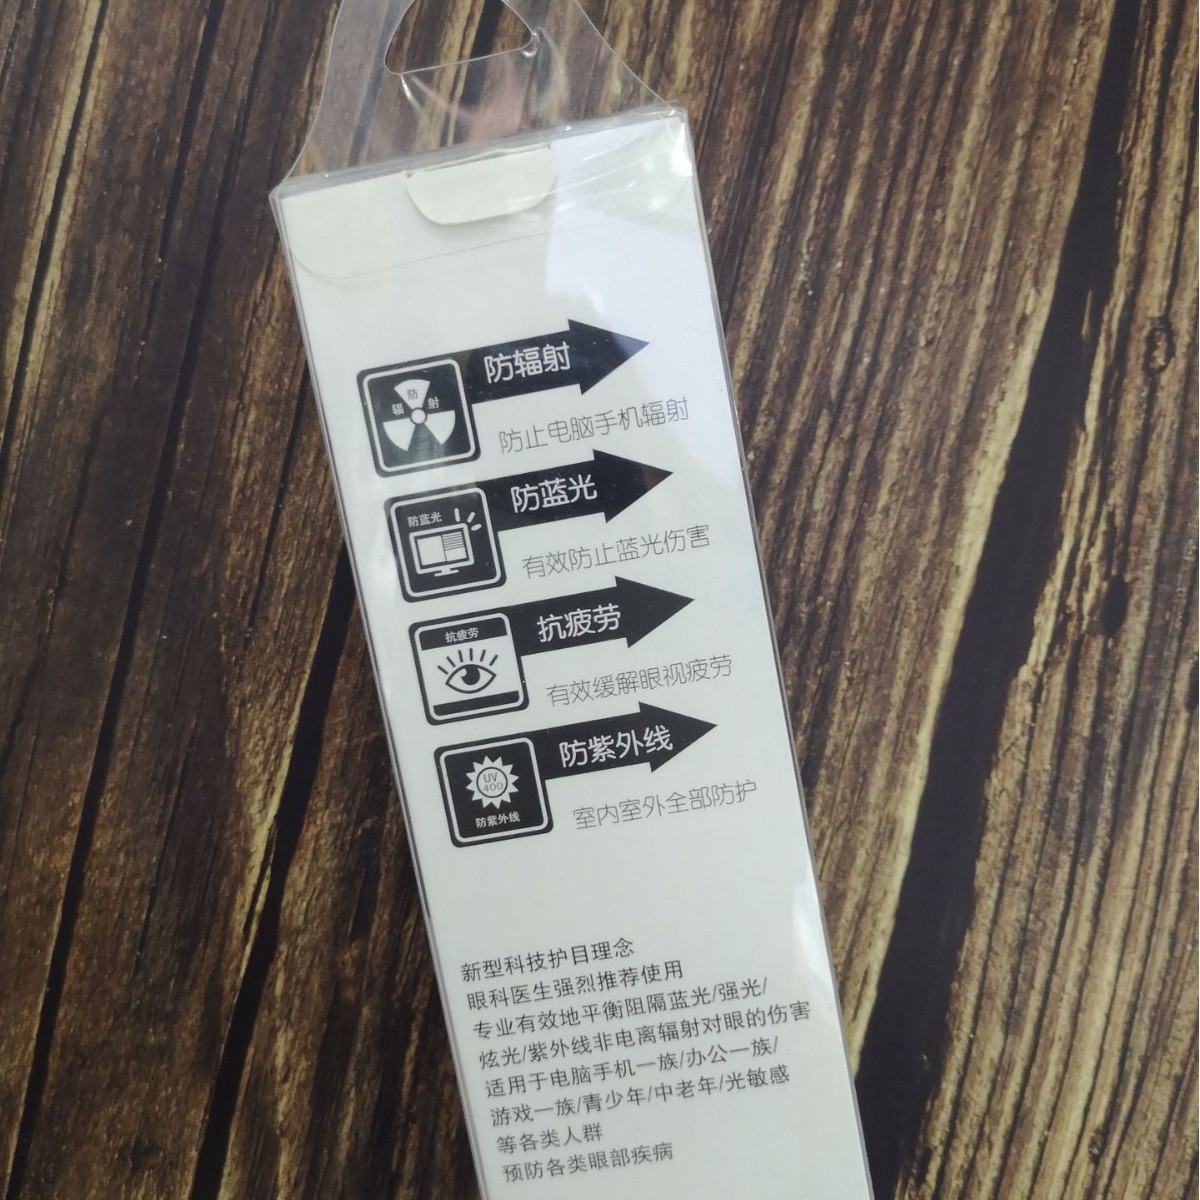 防辐射
辐 防 射
防止电脑手机辐射
防蓝光
防蓝光
有效防止蓝光伤害
抗疲劳
抗疲劳
有效缓解眼视疲劳
防紫外线
UV
400
防紫外线
室内室外全部防护
新型科技护目理念
眼科医生强烈推荐使用
专业有效地平衡阻隔蓝光/强光/
炫光/紫外线非电离辐射对眼的伤害
适用于电脑手机一族/办公一族/
游戏一族/青少年/中老年/光敏感
等各类人群
预防各类眼部疾病